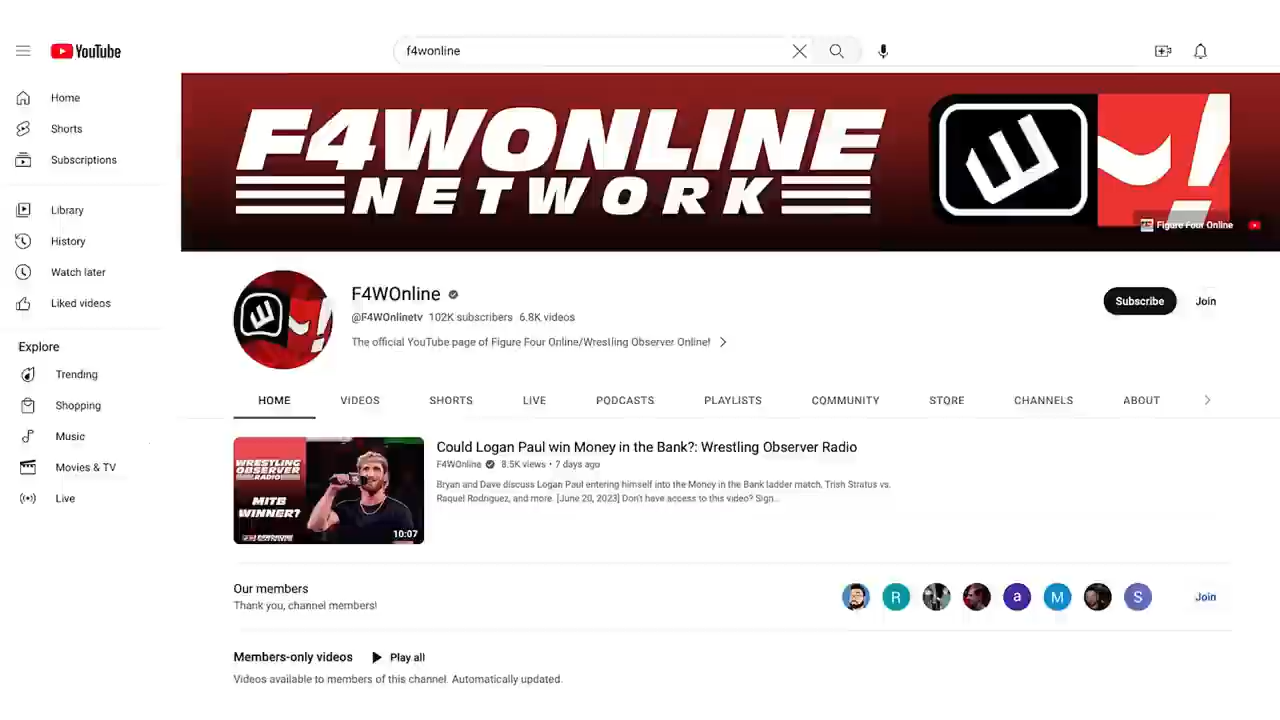 YouTube
f4wonline
Home
Shorts
Subscriptions
Library
History
Watch later
Liked videos
Explore
Trending
Shopping
Music
Movies & TV
Live
F4WONLINE
NETWORK
Figure Four Online
F4WOnline
@F4WOnlinetv 102K subscribers 6.8K videos
The official YouTube page of Figure Four Online/Wrestling Observer Online!
Subscribe
Join
HOME VIDEOS SHORTS LIVE PODCASTS PLAYLISTS COMMUNITY STORE CHANNELS ABOUT
WRESTLING
OBSERVER
RADIO
MITB
WINNER?
F4WONLINE
10:07
Could Logan Paul win Money in the Bank?: Wrestling Observer Radio
F4WOnline 8.5K views • 7 days ago
Bryan and Dave discuss Logan Paul entering himself into the Money in the Bank ladder match, Trish Stratus vs.
Raquel Rodriguez, and more. [June 20, 2023] Don't have access to this video? Sign...
Our members
Thank you, channel members!
R
a
M
S
Join
Members-only videos
Play all
Videos available to members of this channel. Automatically updated.